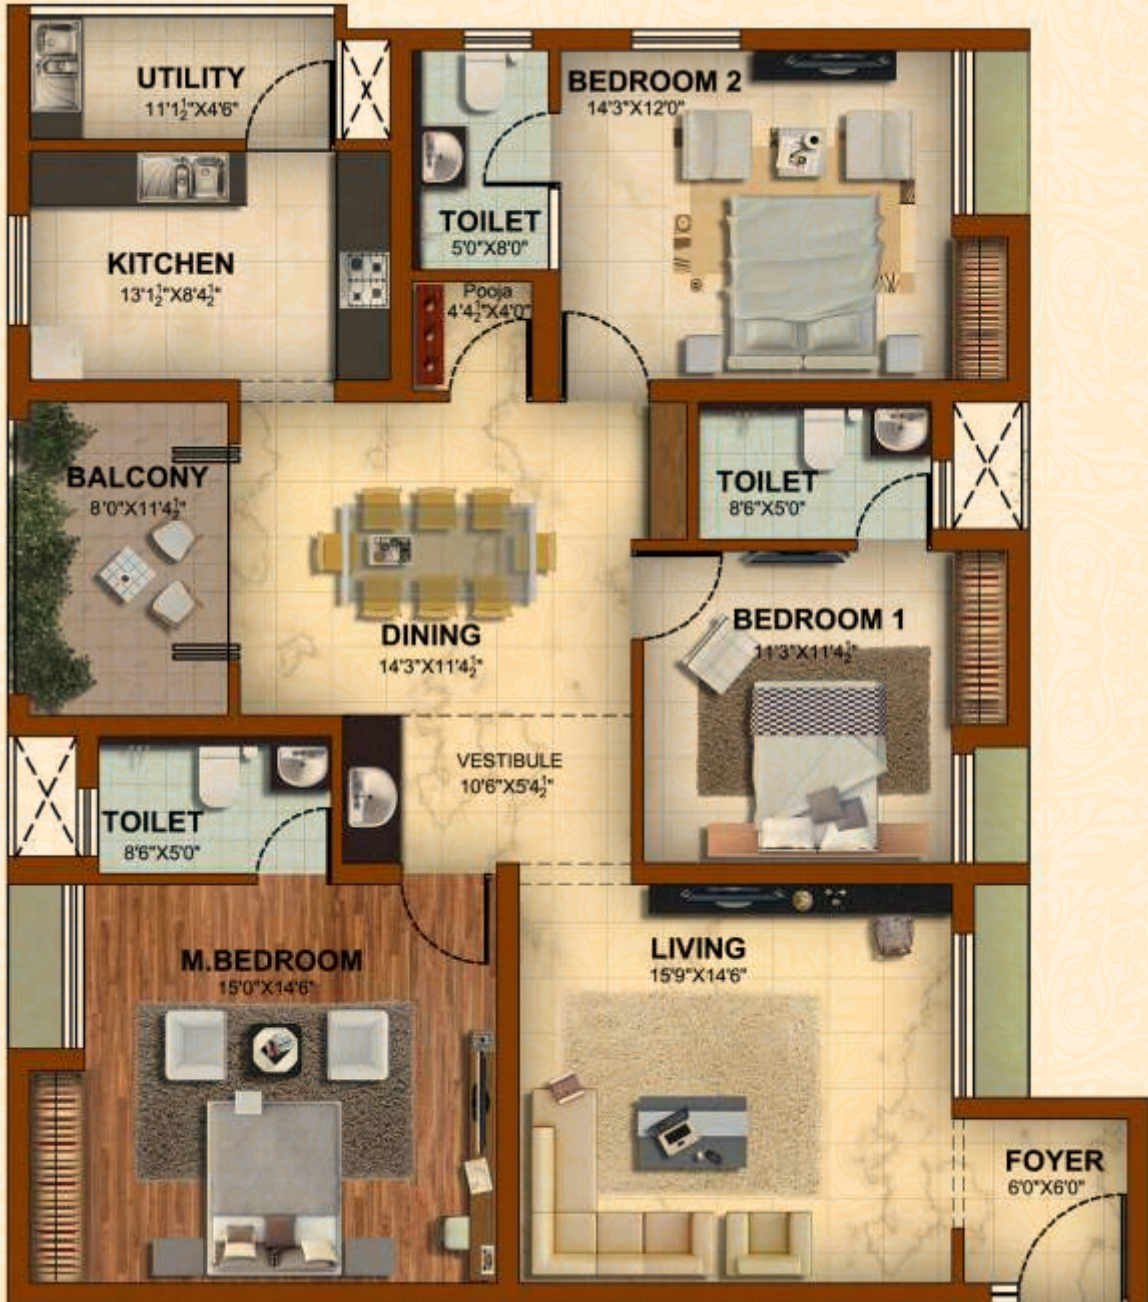 UTILITY
11'1½"X4'6"
BEDROOM 2
14'3"X12'0"
TOILET
5'0"X8'0"
KITCHEN
13'1½"X8'4½"
Pooja
4'4½"X4'0"
BALCONY
8'0"X11'4½"
TOILET
8'6"X5'0"
DINING
14'3"X11'4½"
BEDROOM 1
11'3"X11'4½"
VESTIBULE
10'6"X5'4½"
TOILET
8'6"X5'0"
M.BEDROOM
15'0"X14'6"
LIVING
15'9"X14'6"
FOYER
6'0"X6'0"